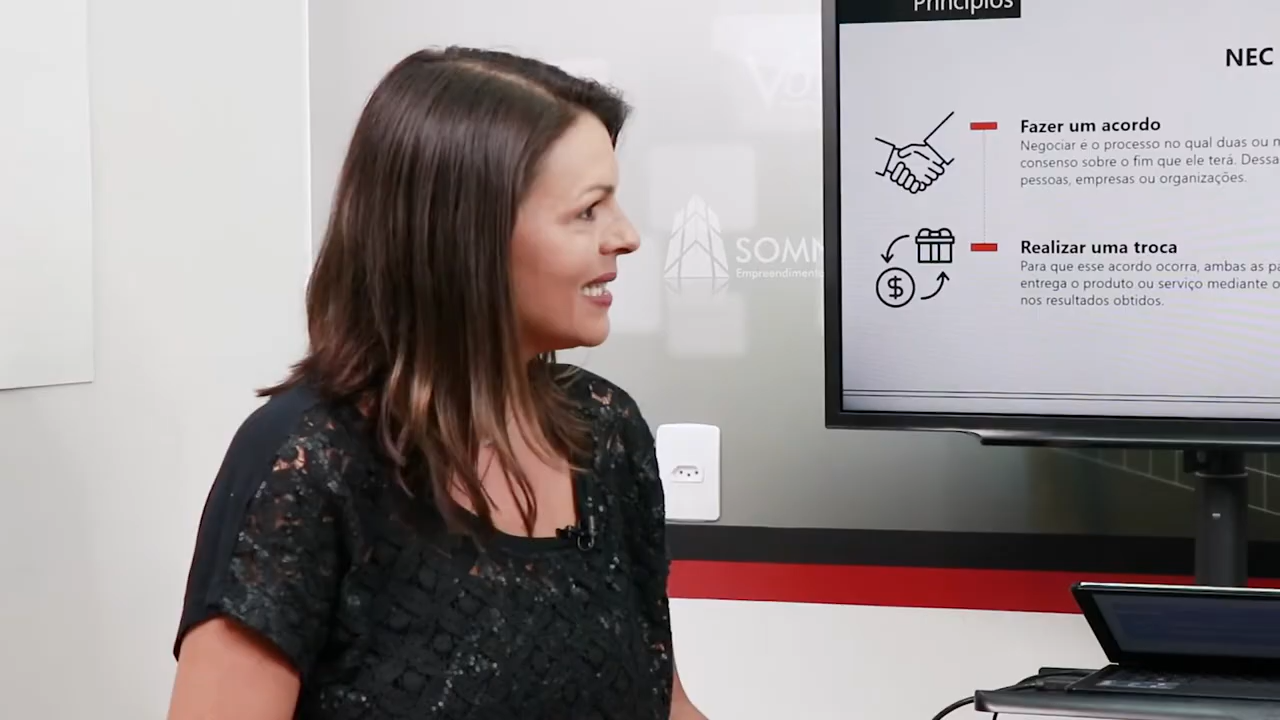 Princípios
NEC
Fazer um acordo
Negociar é o processo no qual duas ou
consenso sobre o fim que ele terá. Dessa
pessoas, empresas ou organizações.
Realizar uma troca
Para que esse acordo ocorra, ambas as
entrega o produto ou serviço mediante
nos resultados obtidos.
$
SOMN
Empreendimento